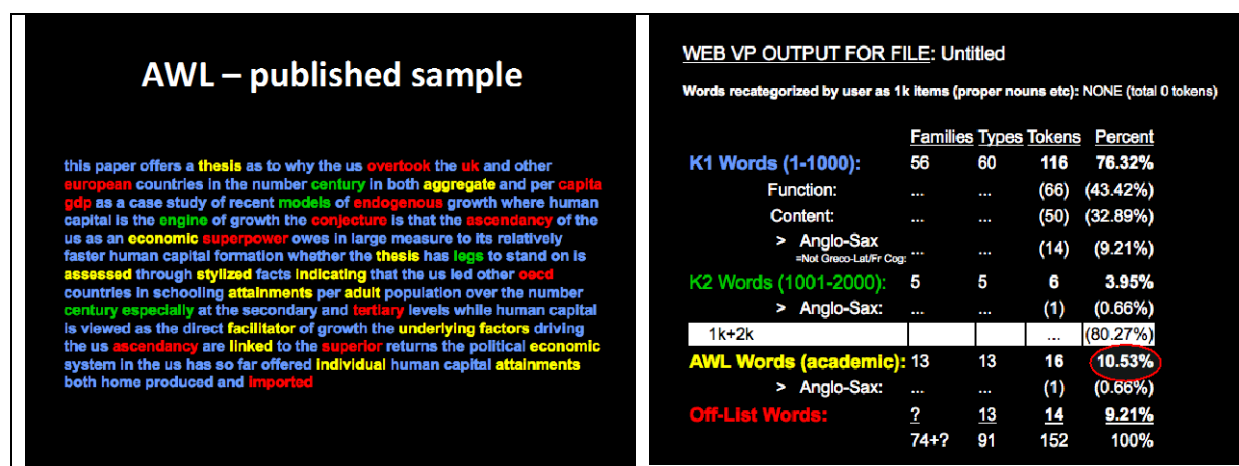 AWL – published sample
this paper offers a thesis as to why the us overtook the uk and other
european countries in the number century in both aggregate and per capita
gdp as a case study of recent models of endogenous growth where human
capital is the engine of growth the conjecture is that the ascendancy of the
us as an economic superpower owes in large measure to its relatively
faster human capital formation whether the thesis has legs to stand on is
assessed through stylized facts indicating that the us led other oecd
countries in schooling attainments per adult population over the number
century especially at the secondary and tertiary levels while human capital
is viewed as the direct facilitator of growth the underlying factors driving
the us ascendancy are linked to the superior returns the political economic
system in the us has so far offered individual human capital attainments
both home produced and imported
WEB VP OUTPUT FOR FILE: Untitled
Words recategorized by user as 1k items (proper nouns etc): NONE (total 0 tokens)
Families Types Tokens Percent
K1 Words (1-1000): 56 60 116 76.32%
Function: ... ... (66) (43.42%)
Content: ... ... (50) (32.89%)
> Anglo-Sax =Not Greco-Lat/Fr Cog: ... ... (14) (9.21%)
K2 Words (1001-2000): 5 5 6 3.95%
> Anglo-Sax: ... ... (1) (0.66%)
1k+2k ... (80.27%)
AWL Words (academic): 13 13 16 10.53%
> Anglo-Sax: ... ... (1) (0.66%)
Off-List Words: ? 13 14 9.21%
74+? 91 152 100%